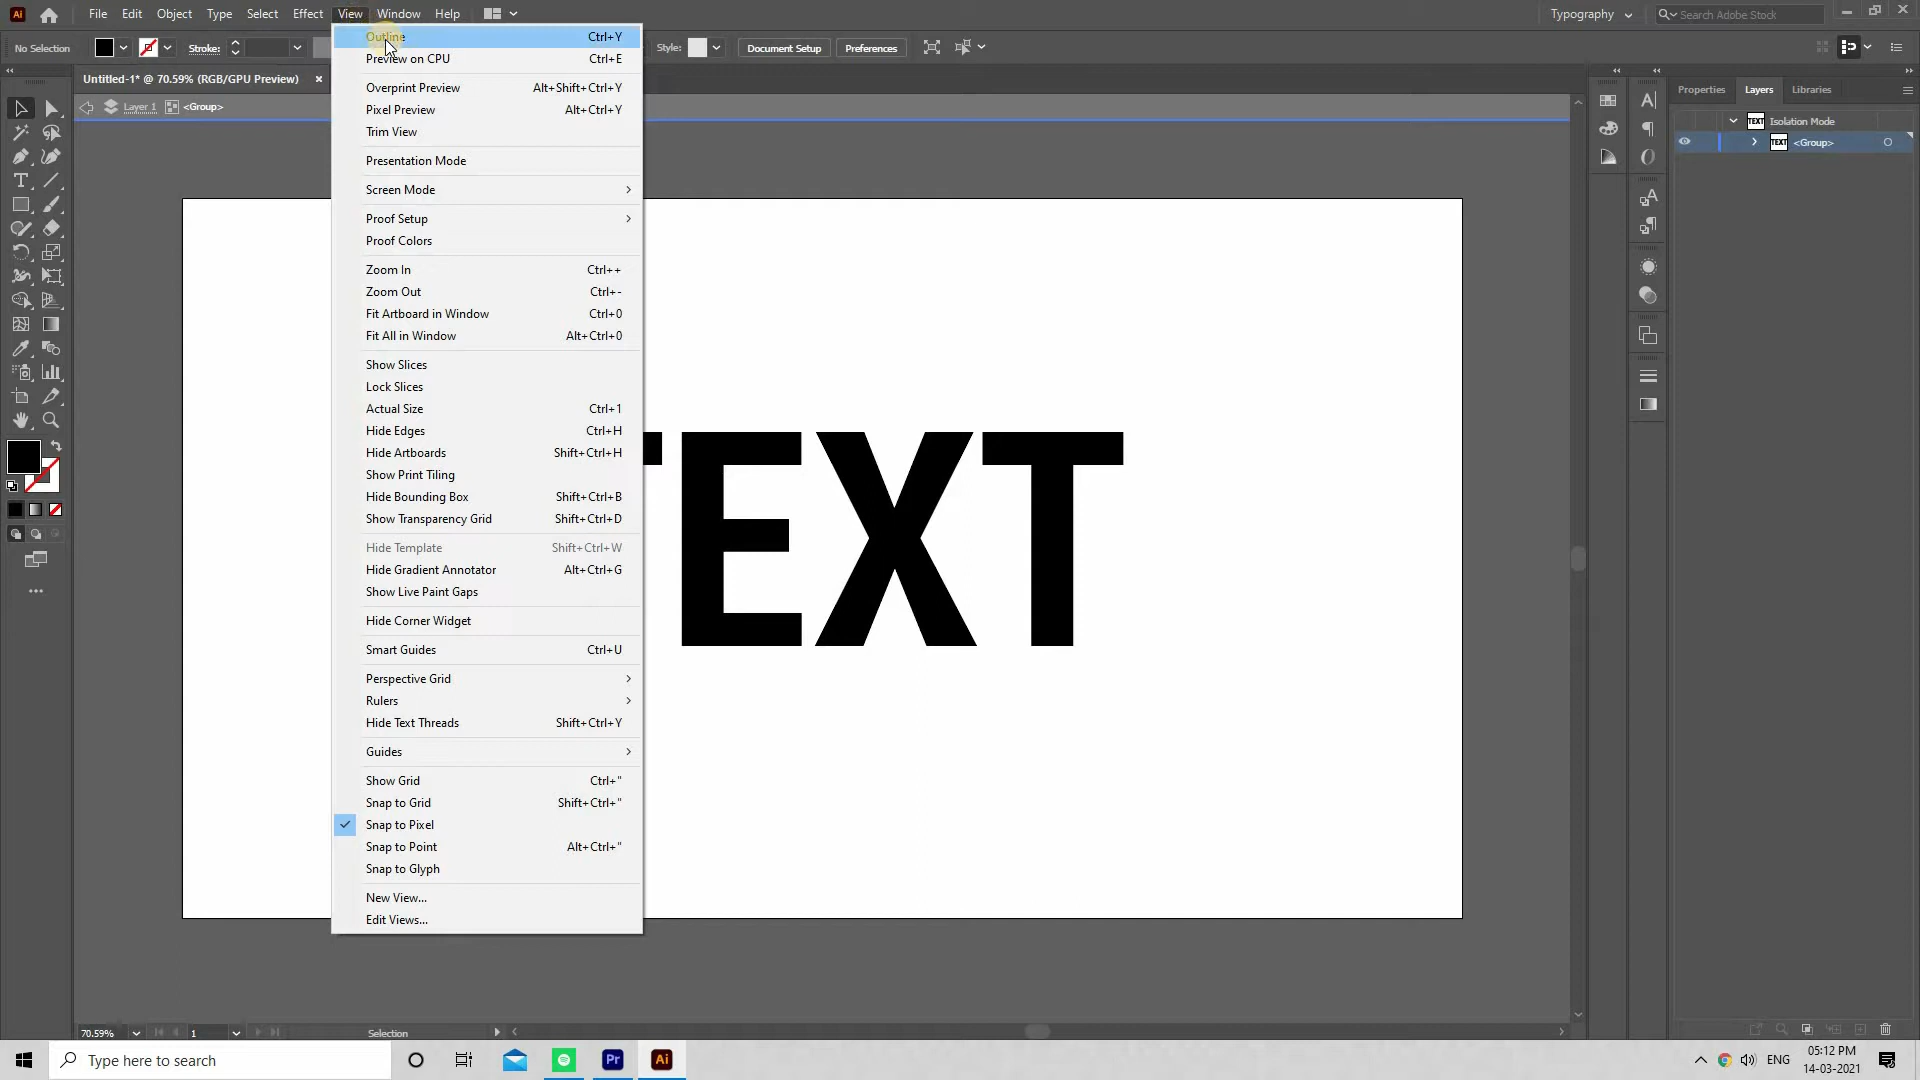 Ai File Edit Object Type Select Effect View Window Help Typography Search Adobe Stock
No Selection Stroke: Style: Document Setup Preferences
Untitled-1* @ 70.59% (RGB/GPU Preview) ×
Layer 1 <Group>
Outline Ctrl+Y
Preview on CPU Ctrl+E
Overprint Preview Alt+Shift+Ctrl+Y
Pixel Preview Alt+Ctrl+Y
Trim View
Presentation Mode
Screen Mode
Proof Setup
Proof Colors
Zoom In Ctrl++
Zoom Out Ctrl+-
Fit Artboard in Window Ctrl+0
Fit All in Window Alt+Ctrl+0
Show Slices
Lock Slices
Actual Size Ctrl+1
Hide Edges Ctrl+H
Hide Artboards Shift+Ctrl+H
Show Print Tiling
Hide Bounding Box Shift+Ctrl+B
Show Transparency Grid Shift+Ctrl+D
Hide Template Shift+Ctrl+W
Hide Gradient Annotator Alt+Ctrl+G
Show Live Paint Gaps
Hide Corner Widget
Smart Guides Ctrl+U
Perspective Grid
Rulers
Hide Text Threads Shift+Ctrl+Y
Guides
Show Grid Ctrl+"
Snap to Grid Shift+Ctrl+"
Snap to Pixel
Snap to Point Alt+Ctrl+"
Snap to Glyph
New View...
Edit Views...
TEXT
Properties Layers Libraries
TEXT Isolation Mode
TEXT <Group>
70.59% 1 Selection
Type here to search Pr Ai ENG 05:12 PM
14-03-2021